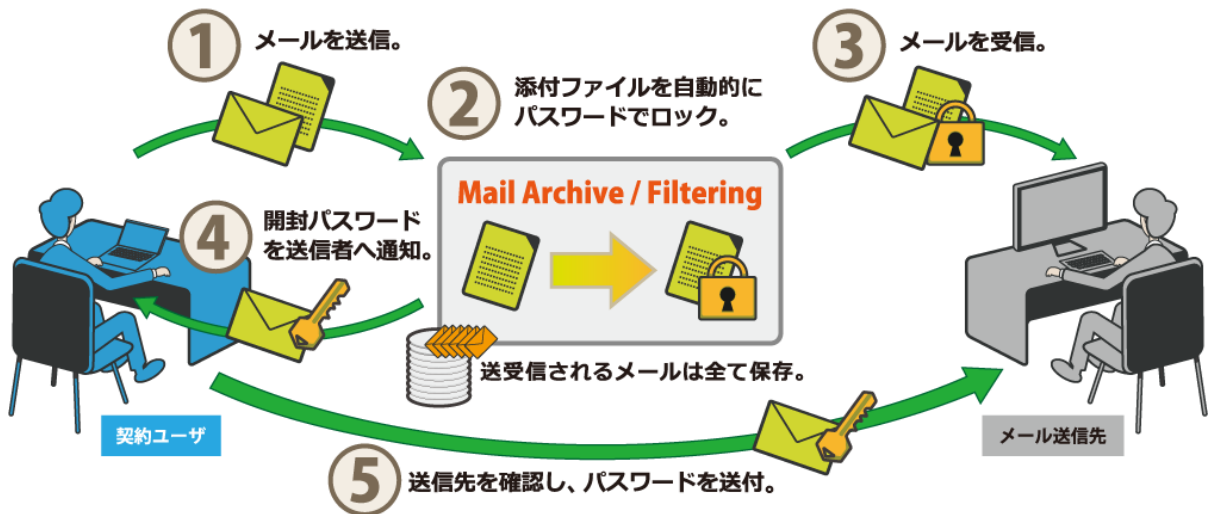 1
メールを送信。
2
添付ファイルを自動的に
パスワードでロック。
3
メールを受信。
Mail Archive / Filtering
4
開封パスワード
を送信者へ通知。
送受信されるメールは全て保存。
契約ユーザ
メール送信先
5
送信先を確認し、パスワードを送付。